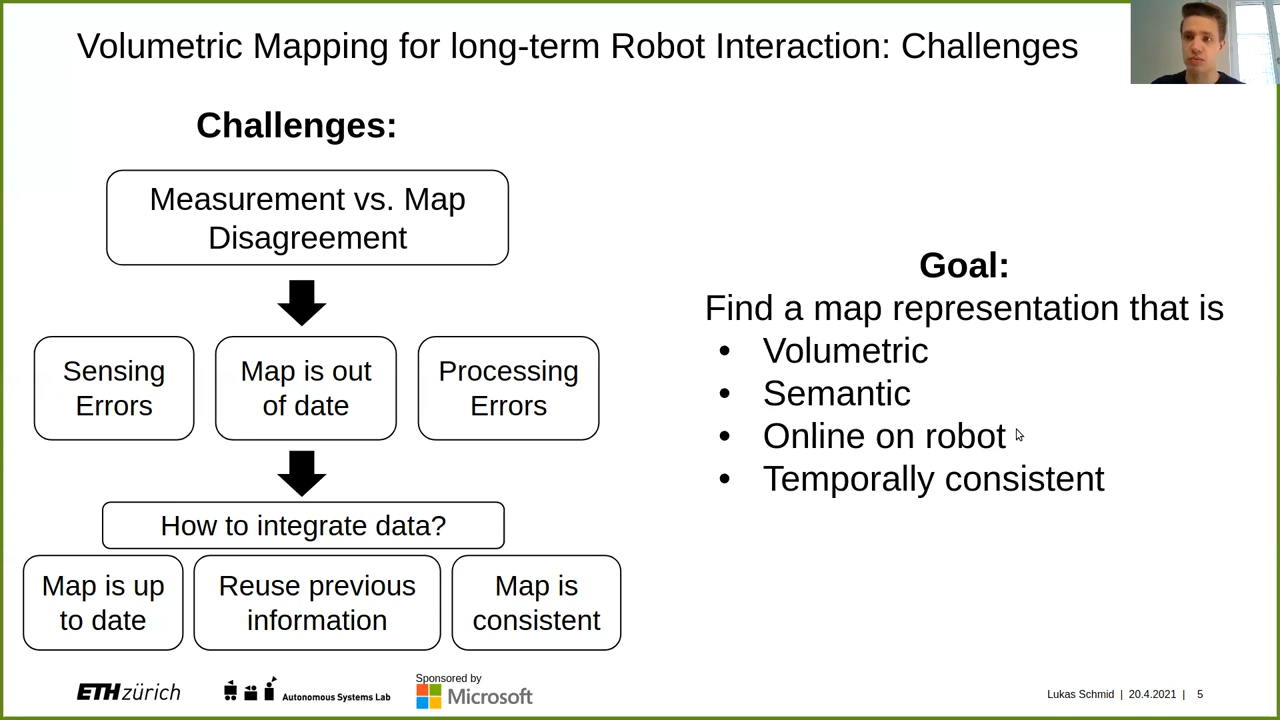 Volumetric Mapping for long-term Robot Interaction: Challenges
Challenges:
Measurement vs. Map
Disagreement
Sensing
Errors
Map is out
of date
Processing
Errors
How to integrate data?
Map is up
to date
Reuse previous
information
Map is
consistent
Goal:
Find a map representation that is
• Volumetric
• Semantic
• Online on robot
• Temporally consistent
ETH zürich
Autonomous Systems Lab
Sponsored by
Microsoft
Lukas Schmid | 20.4.2021 | 5